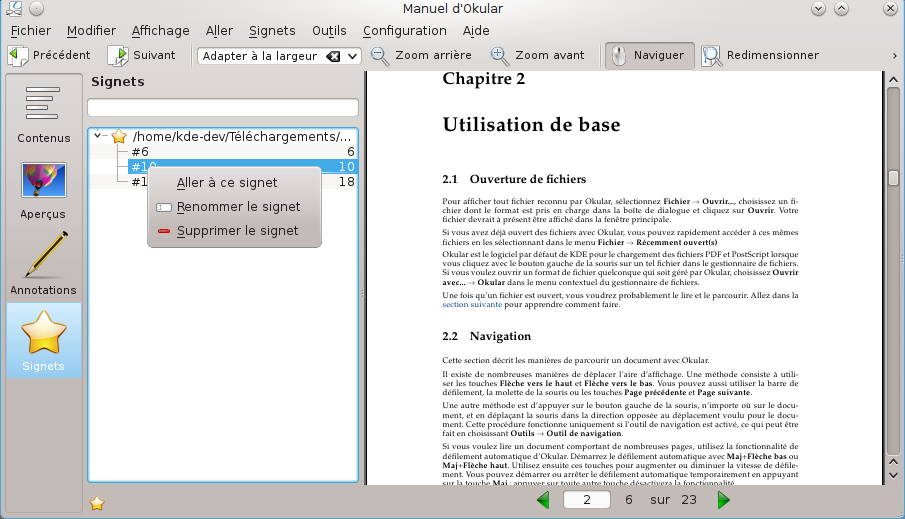 Manuel d'Okular
Fichier Modifier Affichage Aller Signets Outils Configuration Aide
Précédent Suivant Adapter à la largeur Zoom arrière Zoom avant Naviguer Redimensionner
Contenus
Aperçus
Annotations
Signets
Signets
/home/kde-dev/Téléchargements/...
#6 6
#10 10
#1 18
Aller à ce signet
Renommer le signet
Supprimer le signet
Chapitre 2
Utilisation de base
2.1 Ouverture de fichiers
Pour afficher tout fichier reconnu par Okular, sélectionnez Fichier → Ouvrir..., choisissez un fi-
chier dont le format est pris en charge dans la boîte de dialogue et cliquez sur Ouvrir. Votre
fichier devrait à présent être affiché dans la fenêtre principale.
Si vous avez déjà ouvert des fichiers avec Okular, vous pouvez rapidement accéder à ces mêmes
fichiers en les sélectionnant dans le menu Fichier → Récemment ouvert(s)
Okular est le logiciel par défaut de KDE pour le chargement des fichiers PDF et PostScript lorsque
vous cliquez avec le bouton gauche de la souris sur un tel fichier dans le gestionnaire de fichiers.
Si vous voulez ouvrir un format de fichier quelconque qui soit géré par Okular, choisissez Ouvrir
avec... → Okular dans le menu contextuel du gestionnaire de fichiers.
Une fois qu'un fichier est ouvert, vous voudrez probablement le lire et le parcourir. Allez dans la
section suivante pour apprendre comment faire.
2.2 Navigation
Cette section décrit les manières de parcourir un document avec Okular.
Il existe de nombreuses manières de déplacer l'aire d'affichage. Une méthode consiste à utili-
ser les touches Flèche vers le haut et Flèche vers le bas. Vous pouvez aussi utiliser la barre de
défilement, la molette de la souris ou les touches Page précédente et Page suivante.
Une autre méthode est d'appuyer sur le bouton gauche de la souris, n'importe où sur le docu-
ment, et en déplaçant la souris dans la direction opposée au déplacement voulu pour le docu-
ment. Cette procédure fonctionne uniquement si l'outil de navigation est activé, ce qui peut être
fait en choisissant Outils → Outil de navigation.
Si vous voulez lire un document comportant de nombreuses pages, utilisez la fonctionnalité de
défilement automatique d'Okular. Démarrez le défilement automatique avec Maj+Flèche bas ou
Maj+Flèche haut. Utilisez ensuite ces touches pour augmenter ou diminuer la vitesse de défile-
ment. Vous pouvez démarrer ou arrêter le défilement automatique temporairement en appuyant
sur la touche Maj ; appuyer sur toute autre touche désactivera la fonctionnalité.
2 6 sur 23